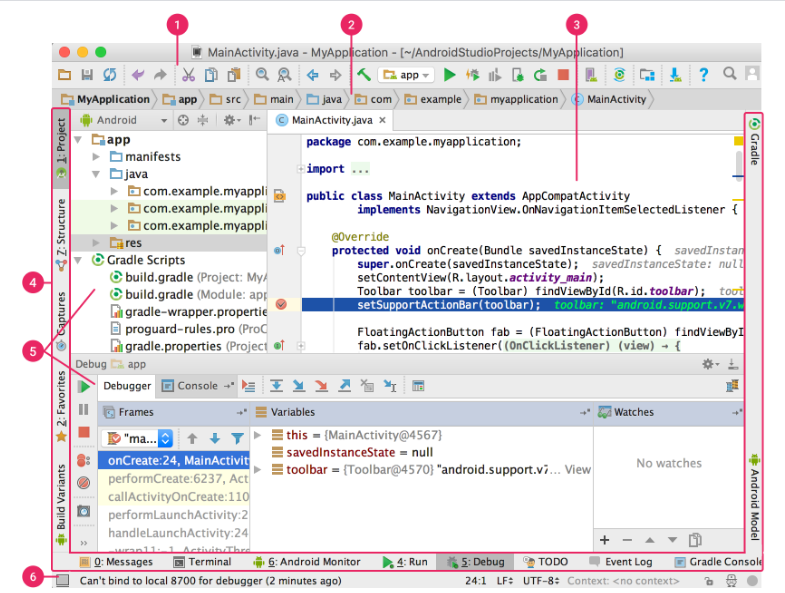 1
2
3
MainActivity.java - MyApplication - [~/AndroidStudioProjects/MyApplication]
app
MyApplication
app
src
main
java
com
example
myapplication
MainActivity
1: Project
Z: Structure
Captures
2: Favorites
Build Variants
4
5
6
Android
app
manifests
java
com.example.myappli
com.example.myappli
com.example.myappli
res
Gradle Scripts
build.gradle (Project: MyA
build.gradle (Module: app
gradle-wrapper.propertie
proguard-rules.pro (ProG
gradle.properties (Project
MainActivity.java ×
package com.example.myapplication;
import ...
public class MainActivity extends AppCompatActivity
implements NavigationView.OnNavigationItemSelectedListener {
@Override
protected void onCreate(Bundle savedInstanceState) { savedInstan
super.onCreate(savedInstanceState); savedInstanceState: null
setContentView(R.layout.activity_main);
Toolbar toolbar = (Toolbar) findViewById(R.id.toolbar); tool
setSupportActionBar(toolbar); toolbar: "android.support.v7.w
FloatingActionButton fab = (FloatingActionButton) findViewByI
fab.setOnClickListener((OnClickListener) (view) → {
Gradle
Android Model
Debug app
Debugger
Console
Frames
Variables
Watches
"ma...
onCreate:24, MainActivit
performCreate:6237, Act
callActivityOnCreate:110
performLaunchActivity:2
handleLaunchActivity:24
-wrap11:-1, ActivityThre
this = {MainActivity@4567}
savedInstanceState = null
toolbar = {Toolbar@4570} "android.support.v7... View
No watches
0: Messages
Terminal
6: Android Monitor
4: Run
5: Debug
TODO
Event Log
Gradle Console
Can't bind to local 8700 for debugger (2 minutes ago)
24:1 LF÷ UTF-8÷ Context: <no context>